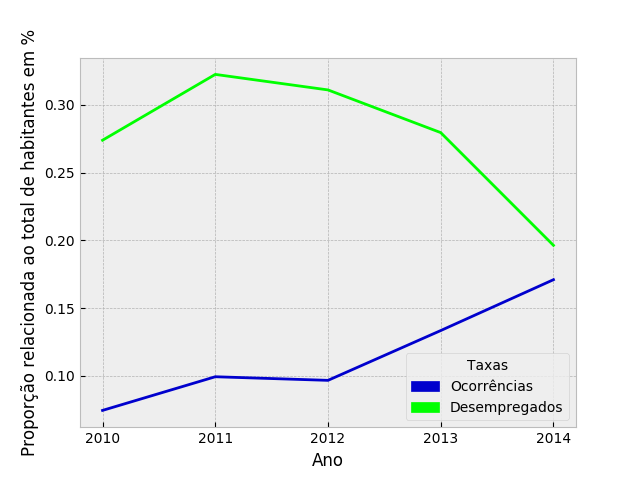 Proporção relacionada ao total de habitantes em %
0.30
0.25
0.20
0.15
0.10
Taxas
Ocorrências
Desempregados
2010 2011 2012 2013 2014
Ano